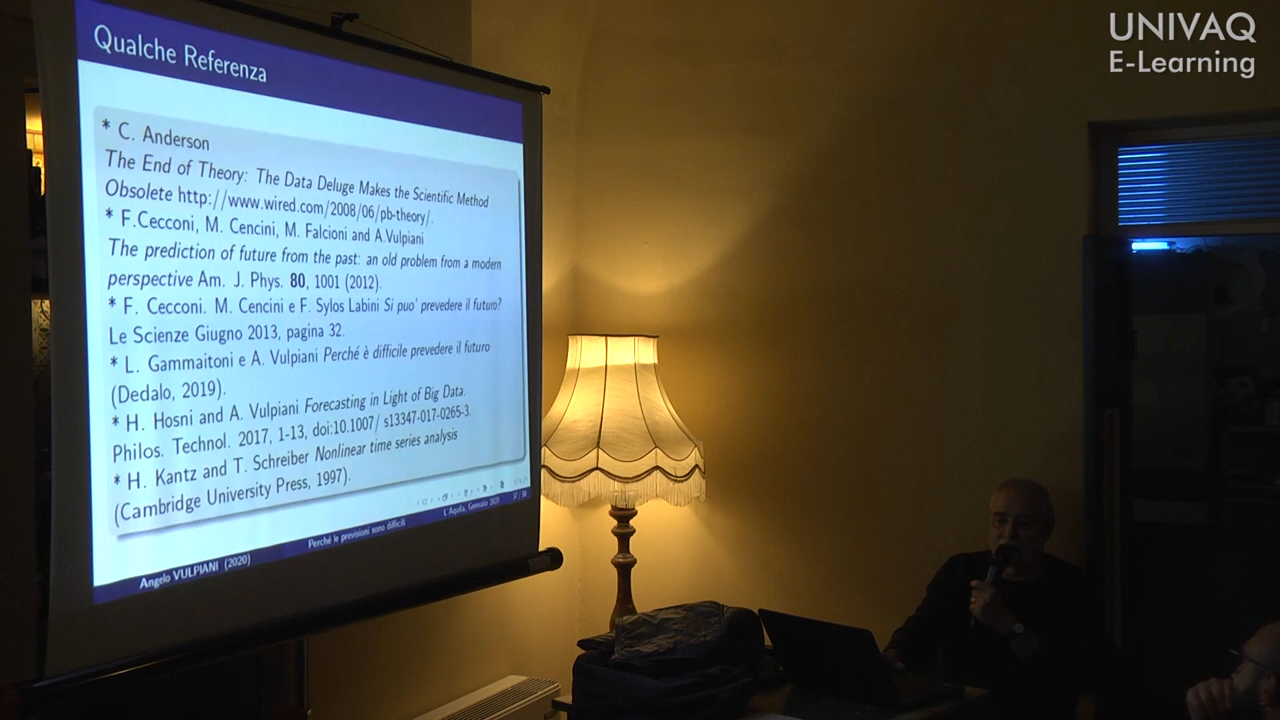 UNIVAQ
E-Learning
Qualche Referenza
* C. Anderson
The End of Theory: The Data Deluge Makes the Scientific Method
Obsolete http://www.wired.com/2008/06/pb-theory/.
* F.Cecconi, M. Cencini, M. Falcioni and A.Vulpiani
The prediction of future from the past: an old problem from a modern
perspective Am. J. Phys. 80, 1001 (2012).
* F. Cecconi. M. Cencini e F. Sylos Labini Si puo' prevedere il futuro?
Le Scienze Giugno 2013, pagina 32.
* L. Gammaitoni e A. Vulpiani Perché è difficile prevedere il futuro
(Dedalo, 2019).
* H. Hosni and A. Vulpiani Forecasting in Light of Big Data.
Philos. Technol. 2017, 1-13, doi:10.1007/ s13347-017-0265-3.
* H. Kantz and T. Schreiber Nonlinear time series analysis
(Cambridge University Press, 1997).
Angelo VULPIANI (2020) Perché le previsioni sono difficili L'Aquila, Gennaio 2020